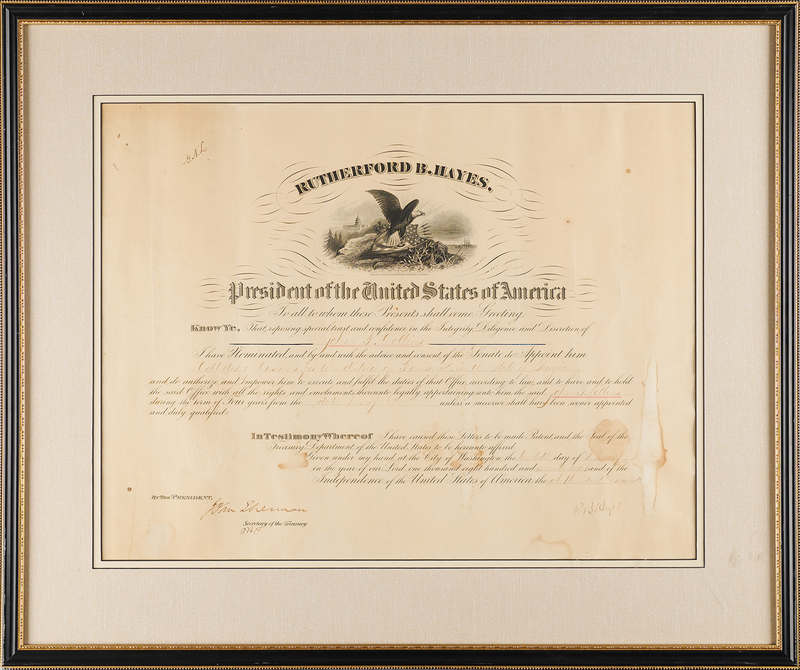 RUTHERFORD B. HAYES,
President of the United States of America
To all to whom these Presents shall come, Greeting:
Know Ye, That, reposing special trust and confidence in the Integrity, Diligence and Discretion of
John
I have Nominated, and by and with the advice and consent of the Senate do Appoint him
and do authorize and empower him to execute and fulfil the duties of that Office according to law, and to have and to hold
the said Office with all the rights and emoluments thereunto legally appertaining unto him, the said
during the term of Four years from the unless a successor shall have been sooner appointed
and duly qualified.
In Testimony Whereof I have caused these Letters to be made Patent, and the Seal of the
Treasury Department of the United States to be hereunto affixed.
Given under my hand, at the City of Washington, the day of
in the year of our Lord, one thousand eight hundred and and of the
Independence of the United States of America, the
By The PRESIDENT,
John Sherman
R.B. Hayes
Secretary of the Treasury